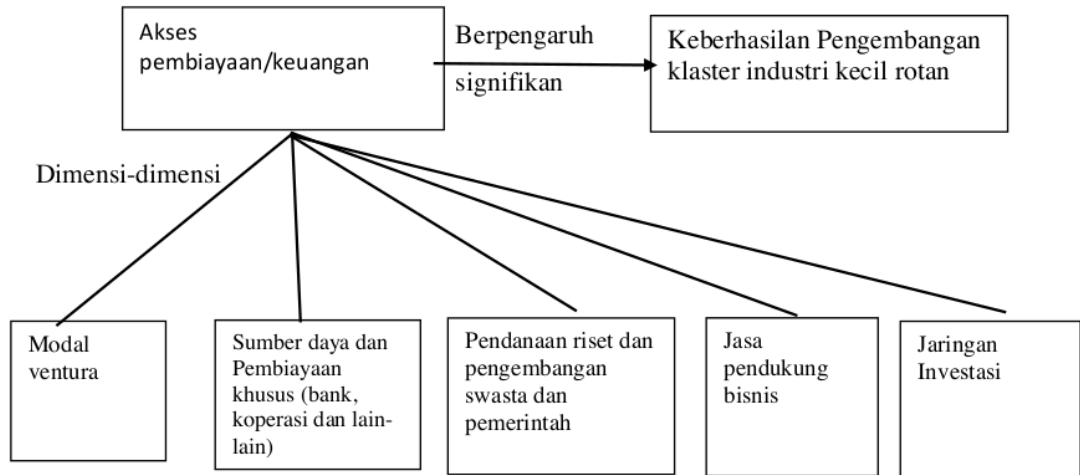 Akses
pembiayaan/keuangan
Berpengaruh
signifikan
Keberhasilan Pengembangan
klaster industri kecil rotan
Dimensi-dimensi
Modal
ventura
Sumber daya dan
Pembiayaan
khusus (bank,
koperasi dan lain-
lain)
Pendanaan riset dan
pengembangan
swasta dan
pemerintah
Jasa
pendukung
bisnis
Jaringan
Investasi